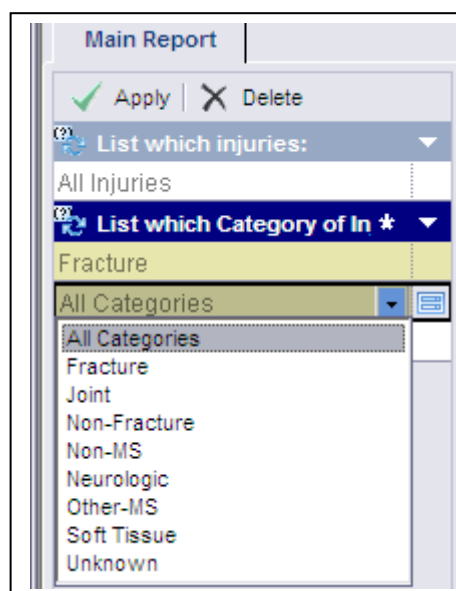 Main Report
Apply | Delete
(?) List which injuries:
All Injuries
(?) List which Category of In *
Fracture
All Categories
All Categories
Fracture
Joint
Non-Fracture
Non-MS
Neurologic
Other-MS
Soft Tissue
Unknown